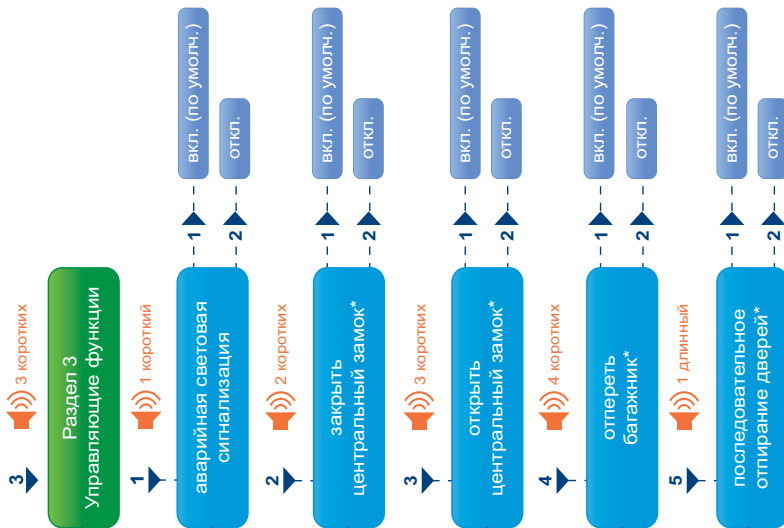 3
3 коротких
Раздел 3
Управляющие функции
1
1 короткий
аварийная световая
сигнализация
1
вкл. (по умолч.)
2
откл.
2
2 коротких
закрыть
центральный замок*
1
вкл. (по умолч.)
2
откл.
3
3 коротких
открыть
центральный замок*
1
вкл. (по умолч.)
2
откл.
4
4 коротких
отпереть
багажник*
1
вкл. (по умолч.)
2
откл.
5
1 длинный
последовательное
отпирание дверей*
1
вкл. (по умолч.)
2
откл.